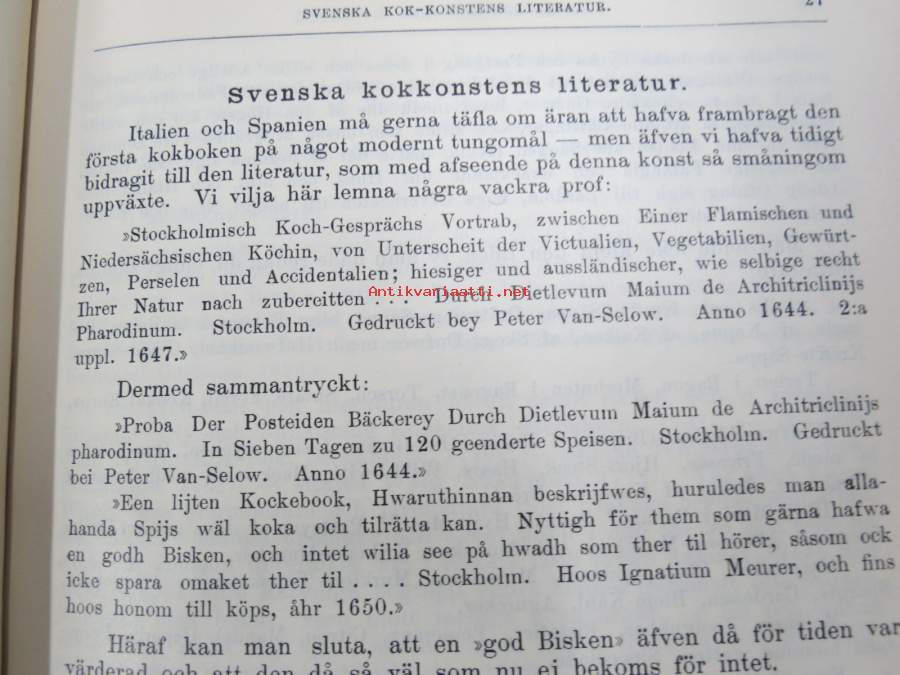 SVENSKA KOK-KONSTENS LITERATUR.
Svenska kokkonstens literatur.
Italien och Spanien må gerna täfla om äran att hafva frambragt den
första kokboken på något modernt tungomål — men äfven vi hafva tidigt
bidragit till den literatur, som med afseende på denna konst så småningom
uppväxte. Vi vilja här lemna några vackra prof:
»Stockholmisch Koch-Gesprächs Vortrab, zwischen Einer Flamischen und
Niedersächsischen Köchin, von Unterscheit der Victualien, Vegetabilien, Gewürt-
zen, Perselen und Accidentalien; hiesiger und aussländischer, wie selbige recht
Ihrer Natur nach zubereitten . . . Durch Dietlevum Maium de Architriclinijs
Antikvariaatti.net
Pharodinum. Stockholm. Gedruckt bey Peter Van-Selow. Anno 1644. 2:a
uppl. 1647.»
Dermed sammantryckt:
»Proba Der Posteiden Bäckerey Durch Dietlevum Maium de Architriclinijs
pharodinum. In Sieben Tagen zu 120 geenderte Speisen. Stockholm. Gedruckt
bei Peter Van-Selow. Anno 1644.»
»Een lijten Kockebook, Hwaruthinnan beskrijfwes, huruledes man alla-
handa Spijs wäl koka och tilrätta kan. Nyttigh för them som gärna hafwa
en godh Bisken, och intet wilia see på hwadh som ther til hörer, såsom ock
icke spara omaket ther til . . . . Stockholm. Hoos Ignatium Meurer, och fins
hoos honom till köps, åhr 1650.»
Häraf kan man sluta, att en »god Bisken» äfven då för tiden var
värderad och att den då så väl som nu ej bekoms för intet.